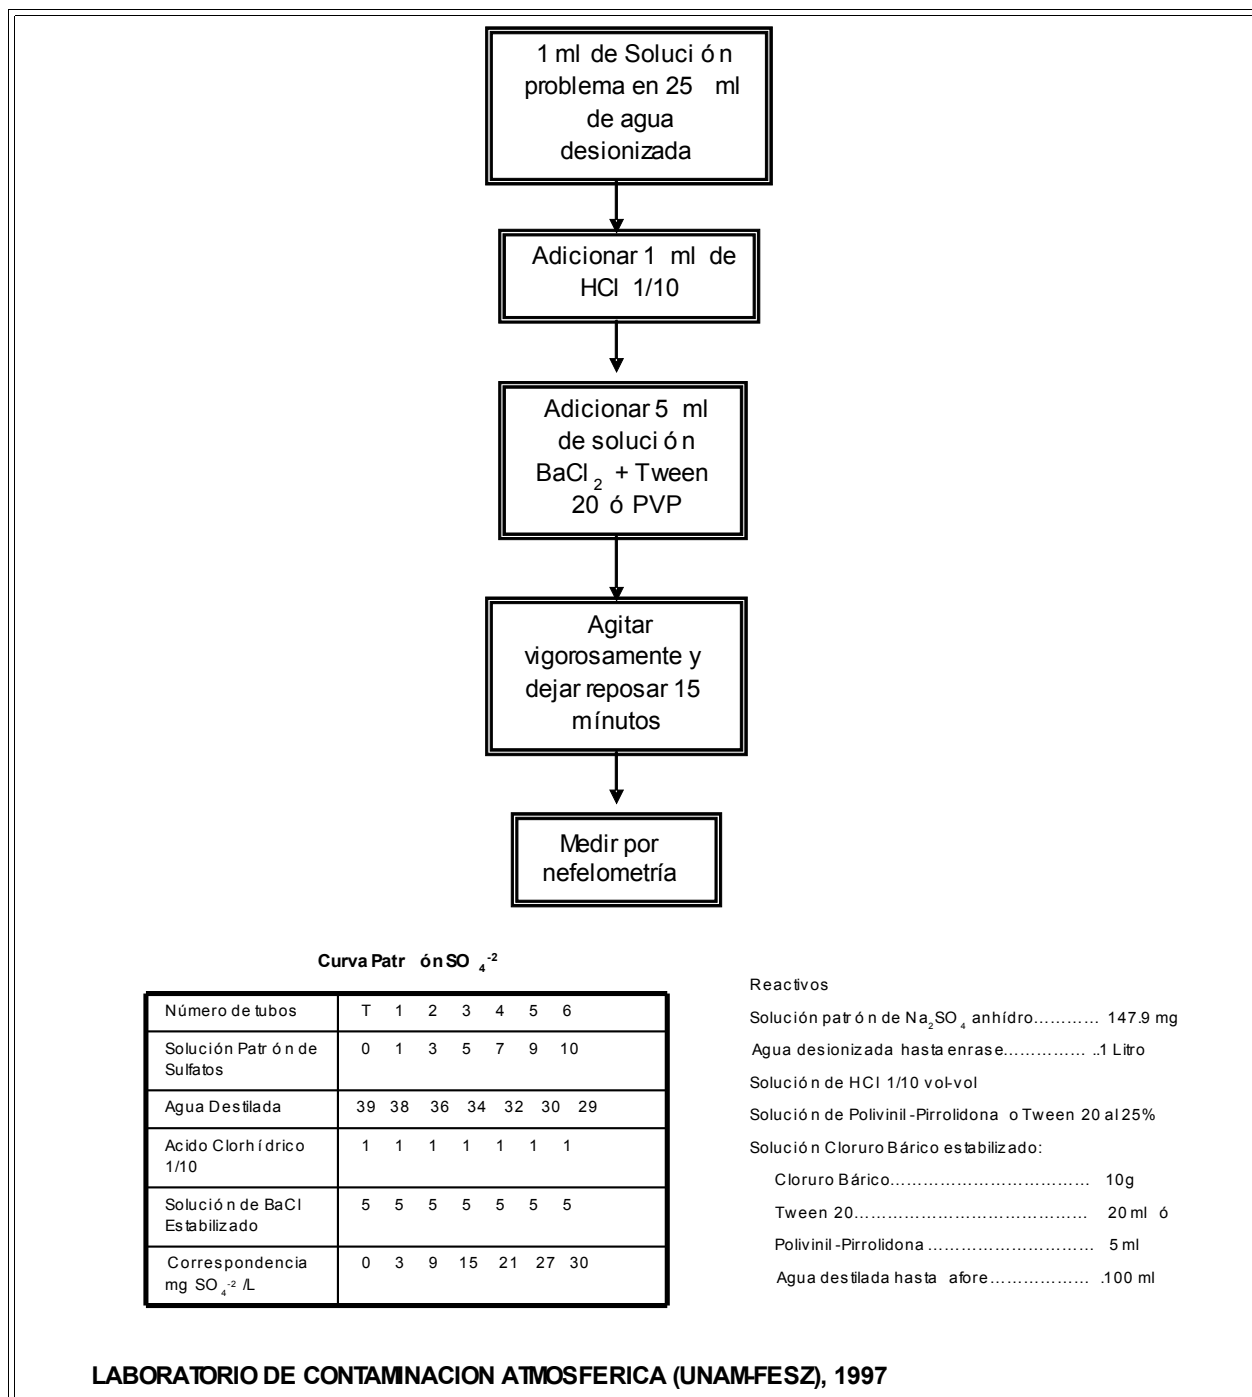 1 ml de Solución
problema en 25 ml
de agua
desionizada
Adicionar 1 ml de
HCl 1/10
Adicionar 5 ml
de solución
BaCl2 + Tween
20 ó PVP
Agitar
vigorosamente y
dejar reposar 15
mínutos
Medir por
nefelometría
Curva Patrón SO4-2
Número de tubos T 1 2 3 4 5 6
Solución Patrón de 0 1 3 5 7 9 10
Sulfatos
Agua Destilada 39 38 36 34 32 30 29
Acido Clorhídrico 1 1 1 1 1 1 1
1/10
Solución de BaCl 5 5 5 5 5 5 5
Estabilizado
Correspondencia 0 3 9 15 21 27 30
mg SO4-2 /L
Reactivos
Solución patrón de Na2SO4 anhídro………… 147.9 mg
Agua desionizada hasta enrase…………… ..1 Litro
Solución de HCl 1/10 vol-vol
Solución de Polivinil-Pirrolidona o Tween 20 al 25%
Solución Cloruro Bárico estabilizado:
Cloruro Bárico……………………………… 10g
Tween 20…………………………………… 20 ml ó
Polivinil-Pirrolidona ………………………… 5 ml
Agua destilada hasta afore……………… .100 ml
LABORATORIO DE CONTAMINACION ATMOSFERICA (UNAM-FESZ), 1997